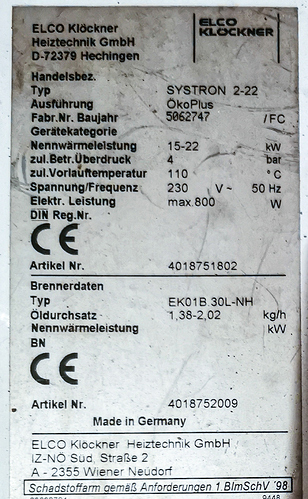 ELCO Klöckner
Heiztechnik GmbH
D-72379 Hechingen
ELCO
KLÖCKNER
Handelsbez.
Typ SYSTRON 2-22
Ausführung ÖkoPlus
Fabr.Nr. Baujahr 5062747 /FC
Gerätekategorie
Nennwärmeleistung 15-22 kW
zul.Betr.Überdruck 4 bar
zul.Vorlauftemperatur 110 °C
Spannung/Frequenz 230 V~ 50 Hz
Elektr. Leistung max.800 W
DIN Reg.Nr.
CE
Artikel Nr. 4018751802
Brennerdaten
Typ EK01B.30L-NH
Öldurchsatz 1,38-2,02 kg/h
Nennwärmeleistung kW
BN
CE
Artikel Nr. 4018752009
Made in Germany
ELCO Klöckner Heiztechnik GmbH
IZ-NÖ Süd, Straße 2
A - 2355 Wiener Neudorf
Schadstoffarm gemäß Anforderungen 1.BImSchV '98
9448